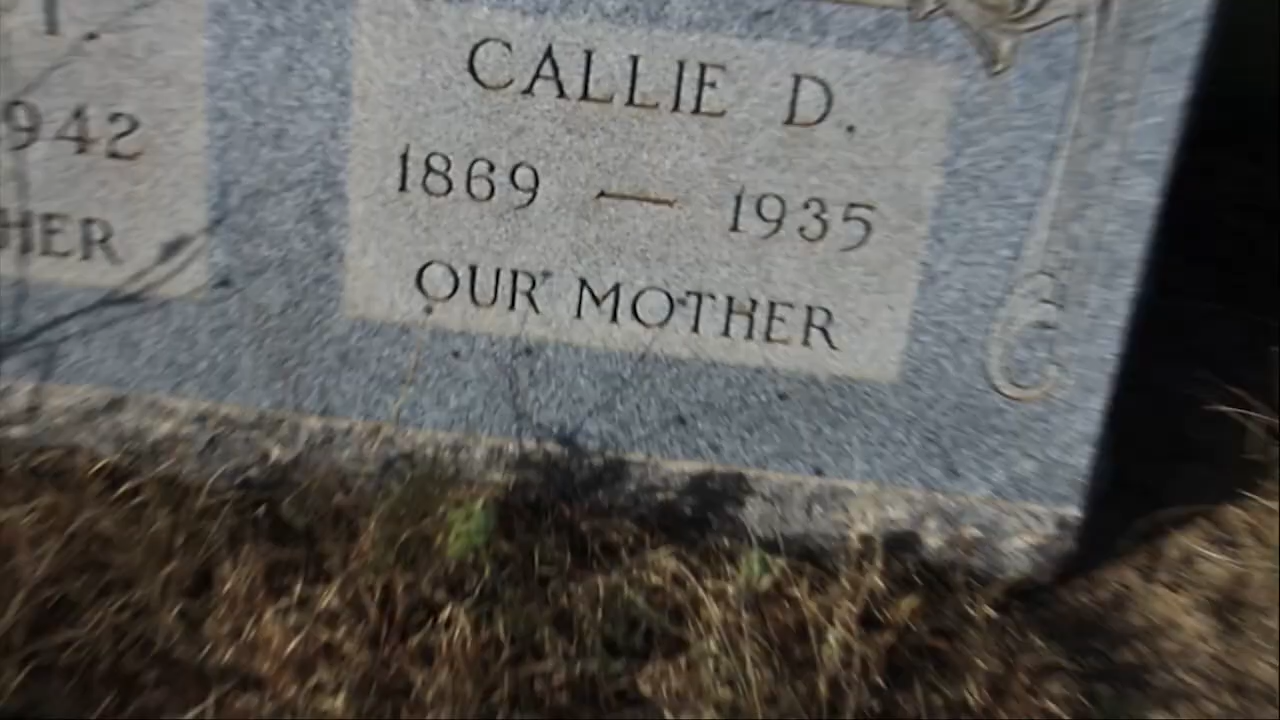 T.
942
HER
CALLIE D.
1869 — 1935
OUR MOTHER